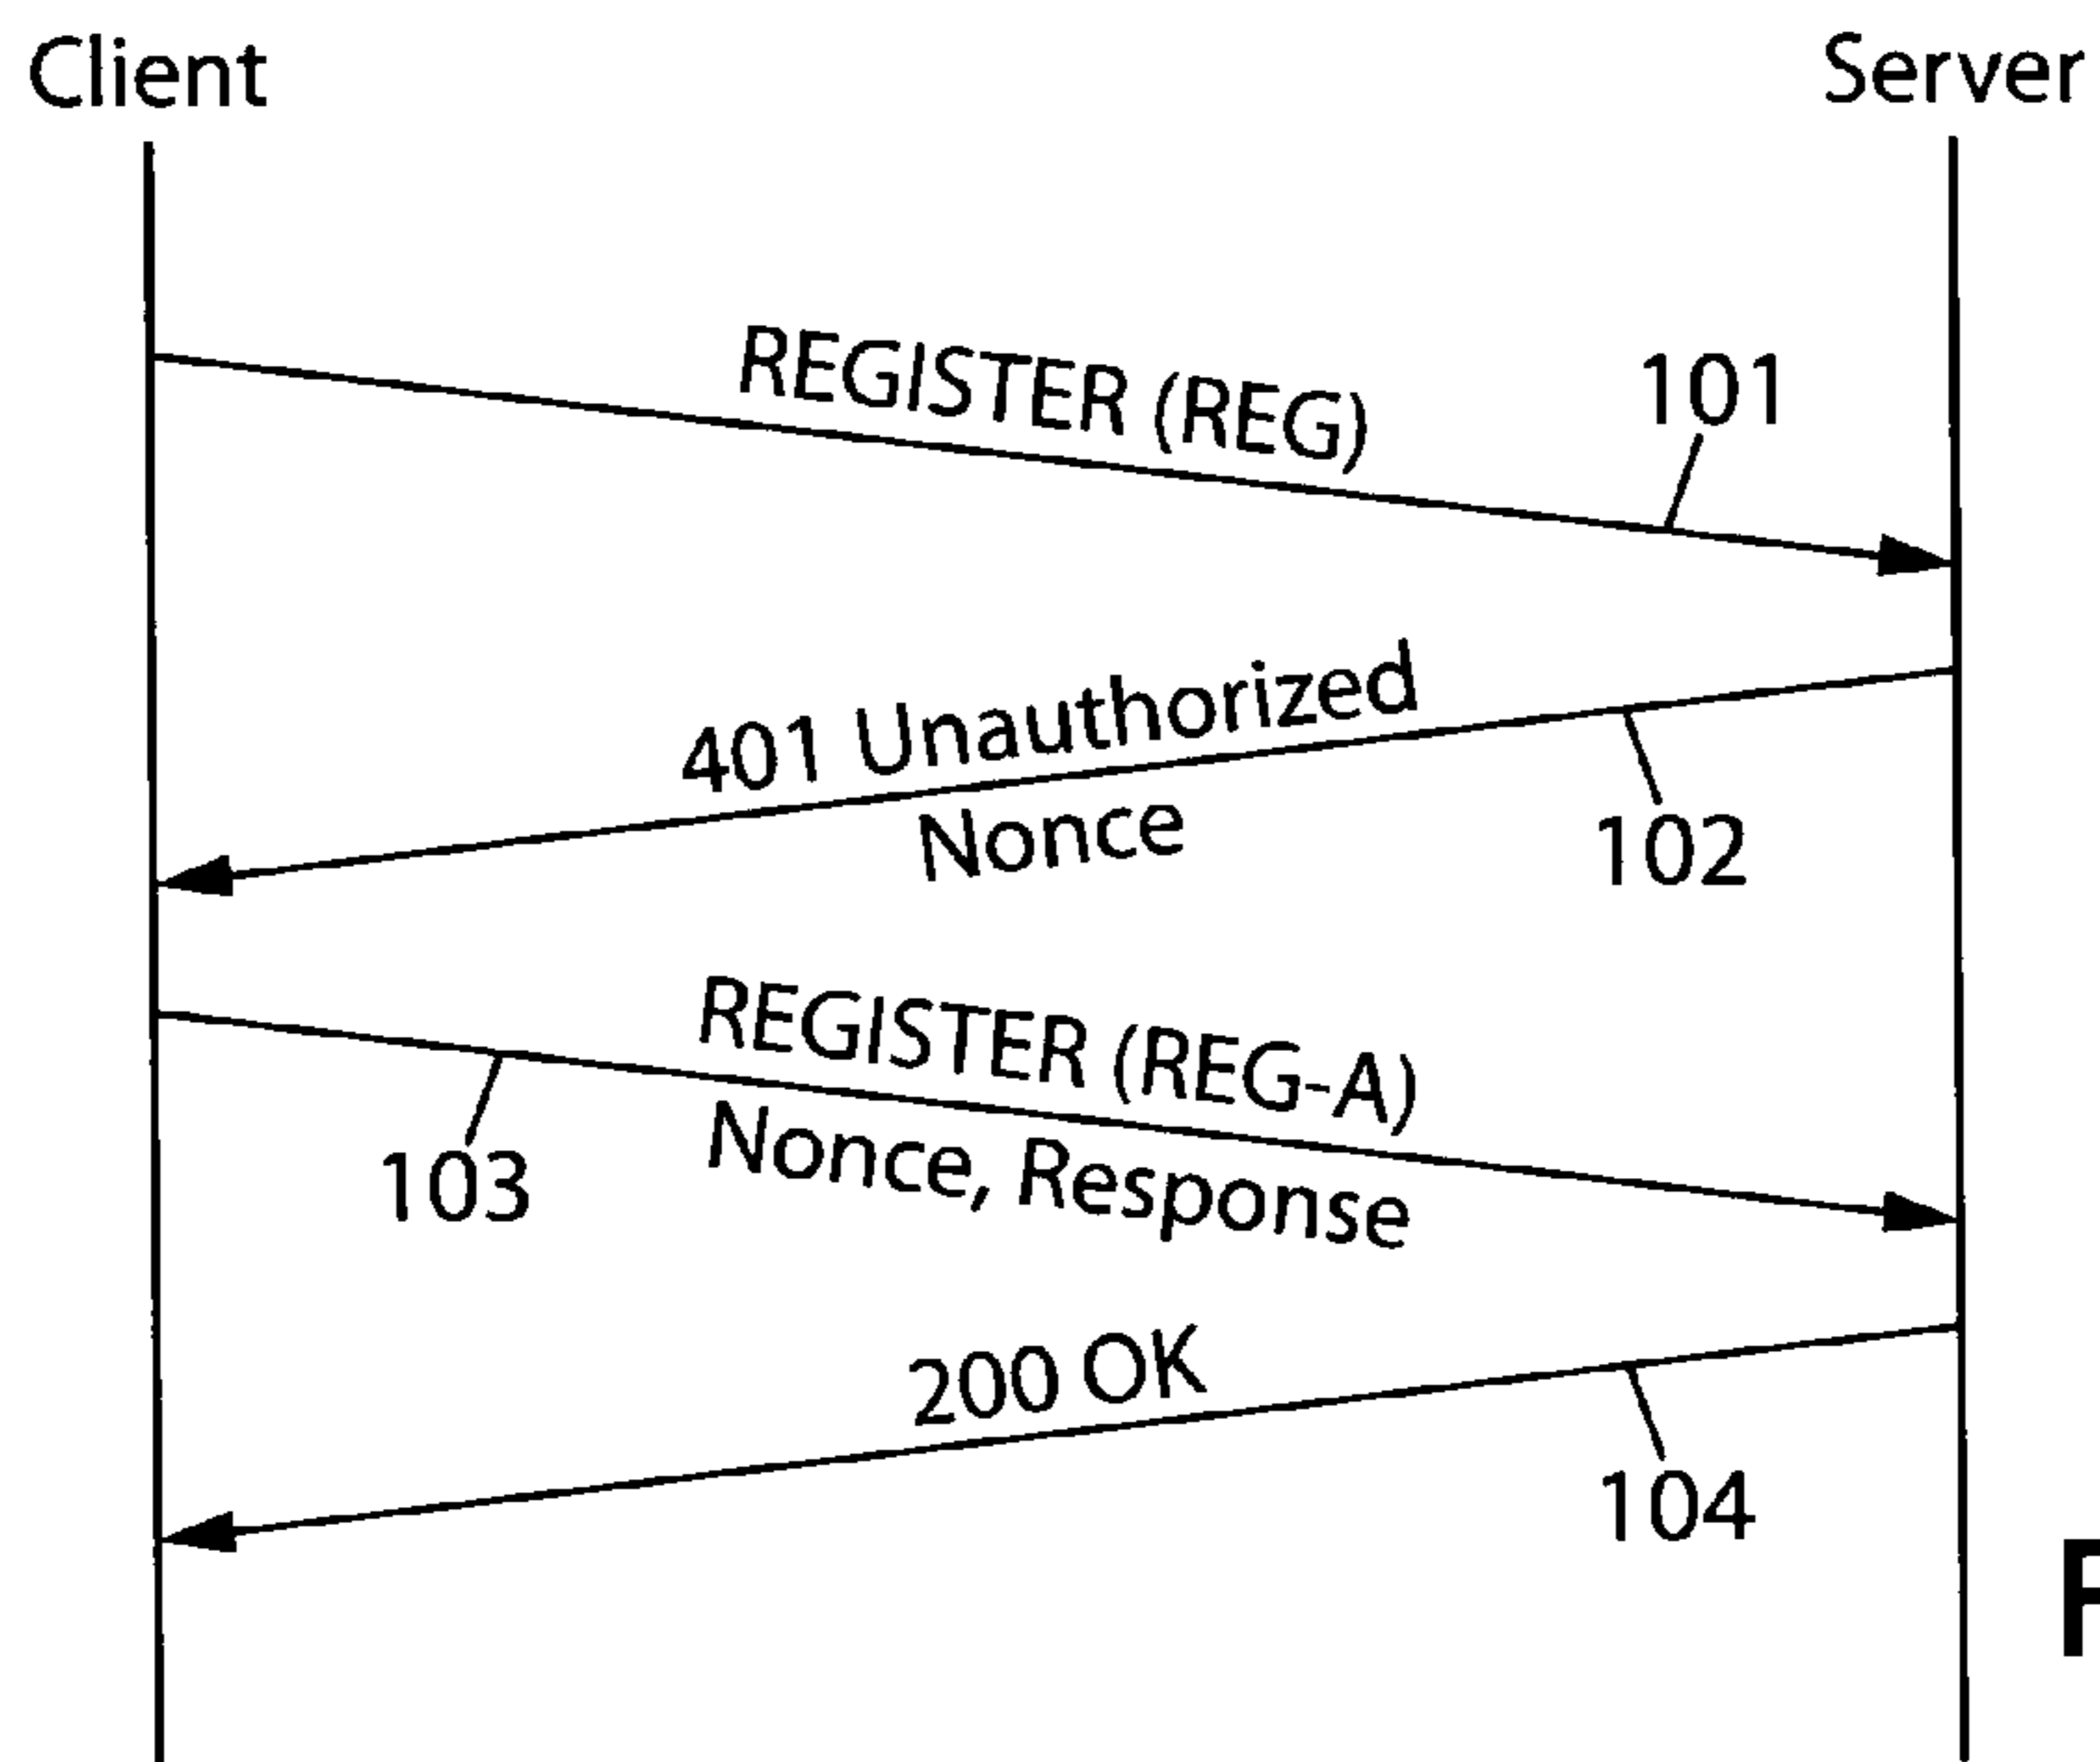 Client
Server
REGISTER (REG)
101
401 Unauthorized
Nonce
102
REGISTER (REG-A)
Nonce, Response
103
200 OK
104